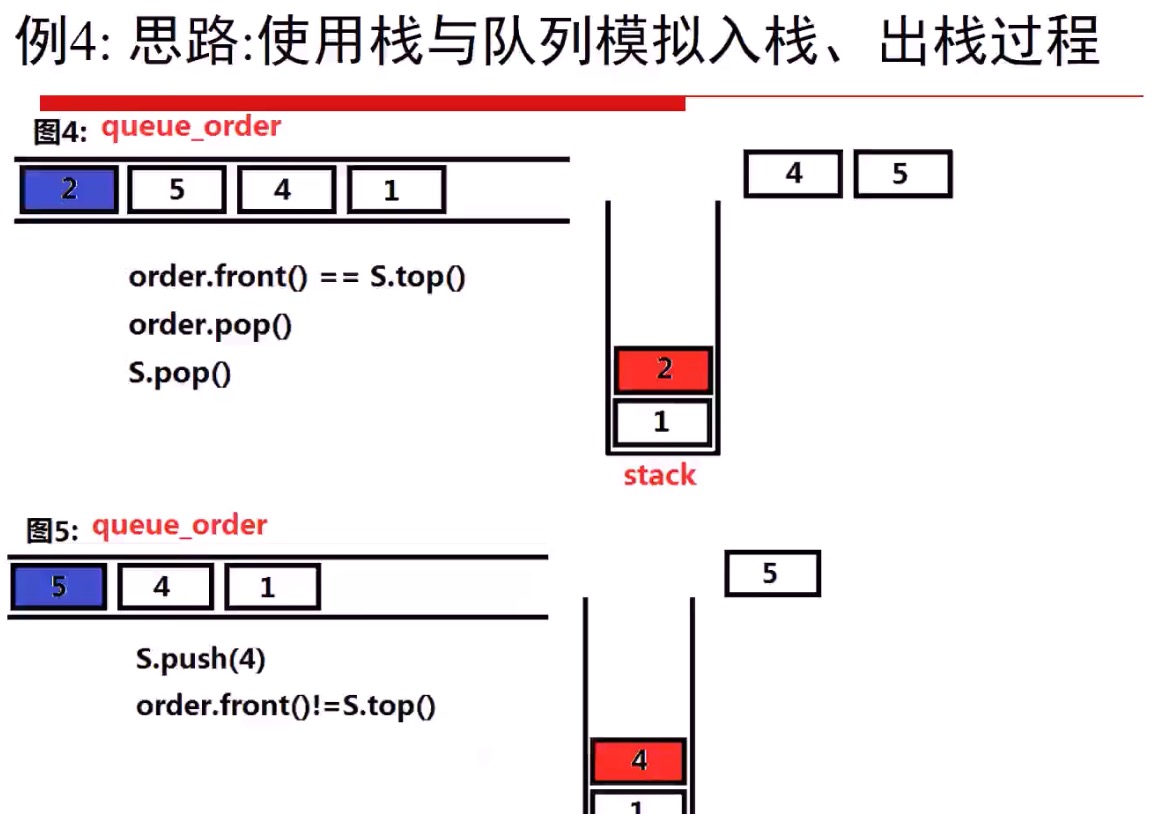 例4: 思路:使用栈与队列模拟入栈、出栈过程
图4: queue_order
2 5 4 1
4 5
order.front() == S.top()
order.pop()
S.pop()
2
1
stack
图5: queue_order
5 4 1
5
S.push(4)
order.front()!=S.top()
4
1